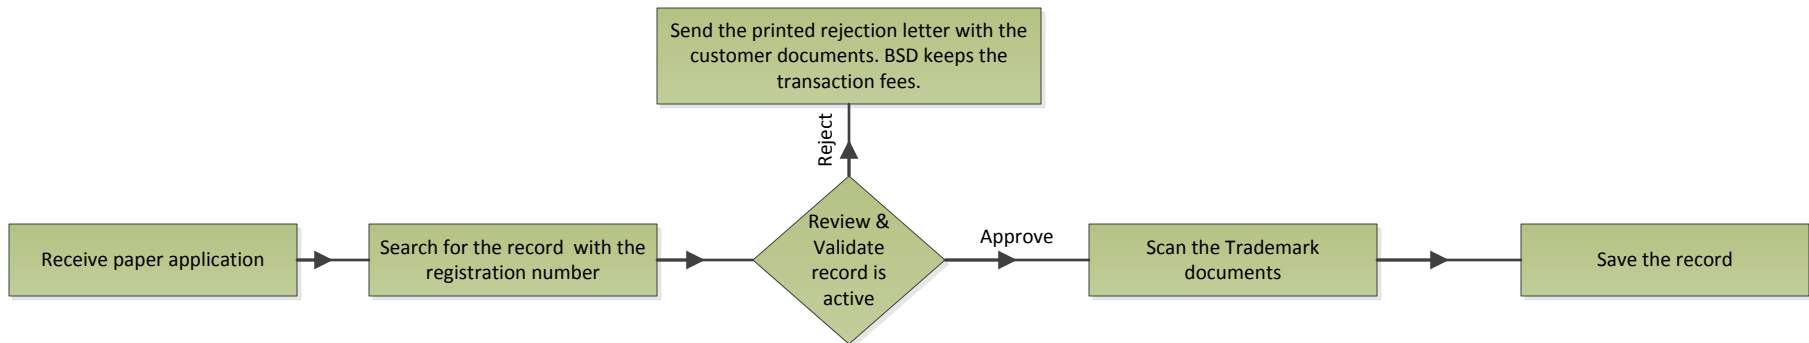 Send the printed rejection letter with the
customer documents. BSD keeps the
transaction fees.
Reject
Receive paper application
Search for the record  with the
registration number
Review &
Validate
record is
active
Approve
Scan the Trademark
documents
Save the record